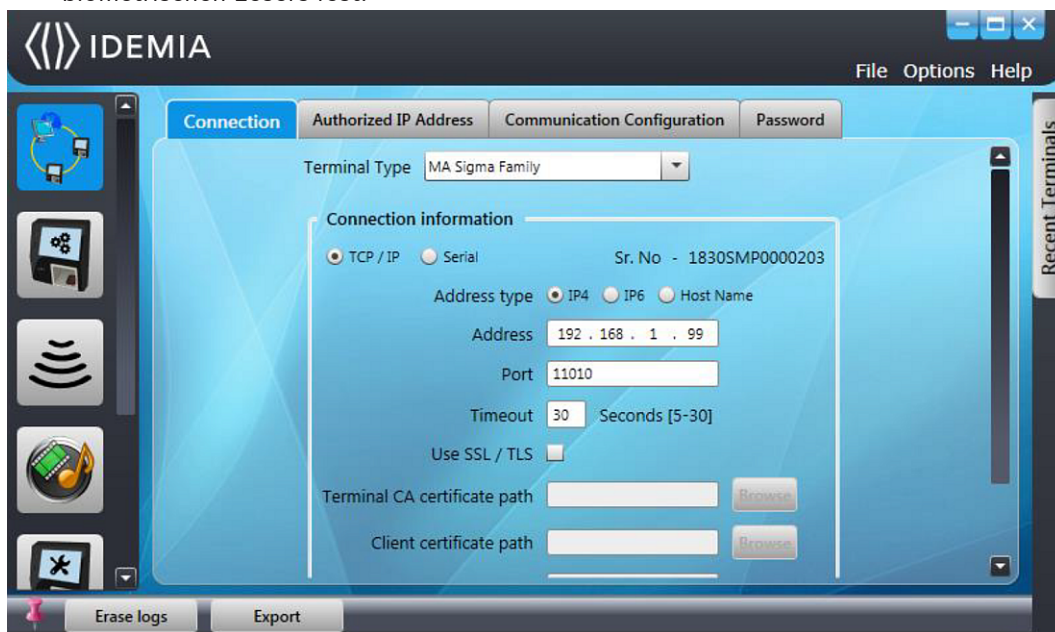 IDEMIA
File Options Help
Connection Authorized IP Address Communication Configuration Password
Recent Terminals
Terminal Type MA Sigma Family
Connection information
TCP / IP Serial Sr. No - 1830SMP0000203
Address type IP4 IP6 Host Name
Address 192 . 168 . 1 . 99
Port 11010
Timeout 30 Seconds [5-30]
Use SSL / TLS
Terminal CA certificate path Browse
Client certificate path Browse
Erase logs Export